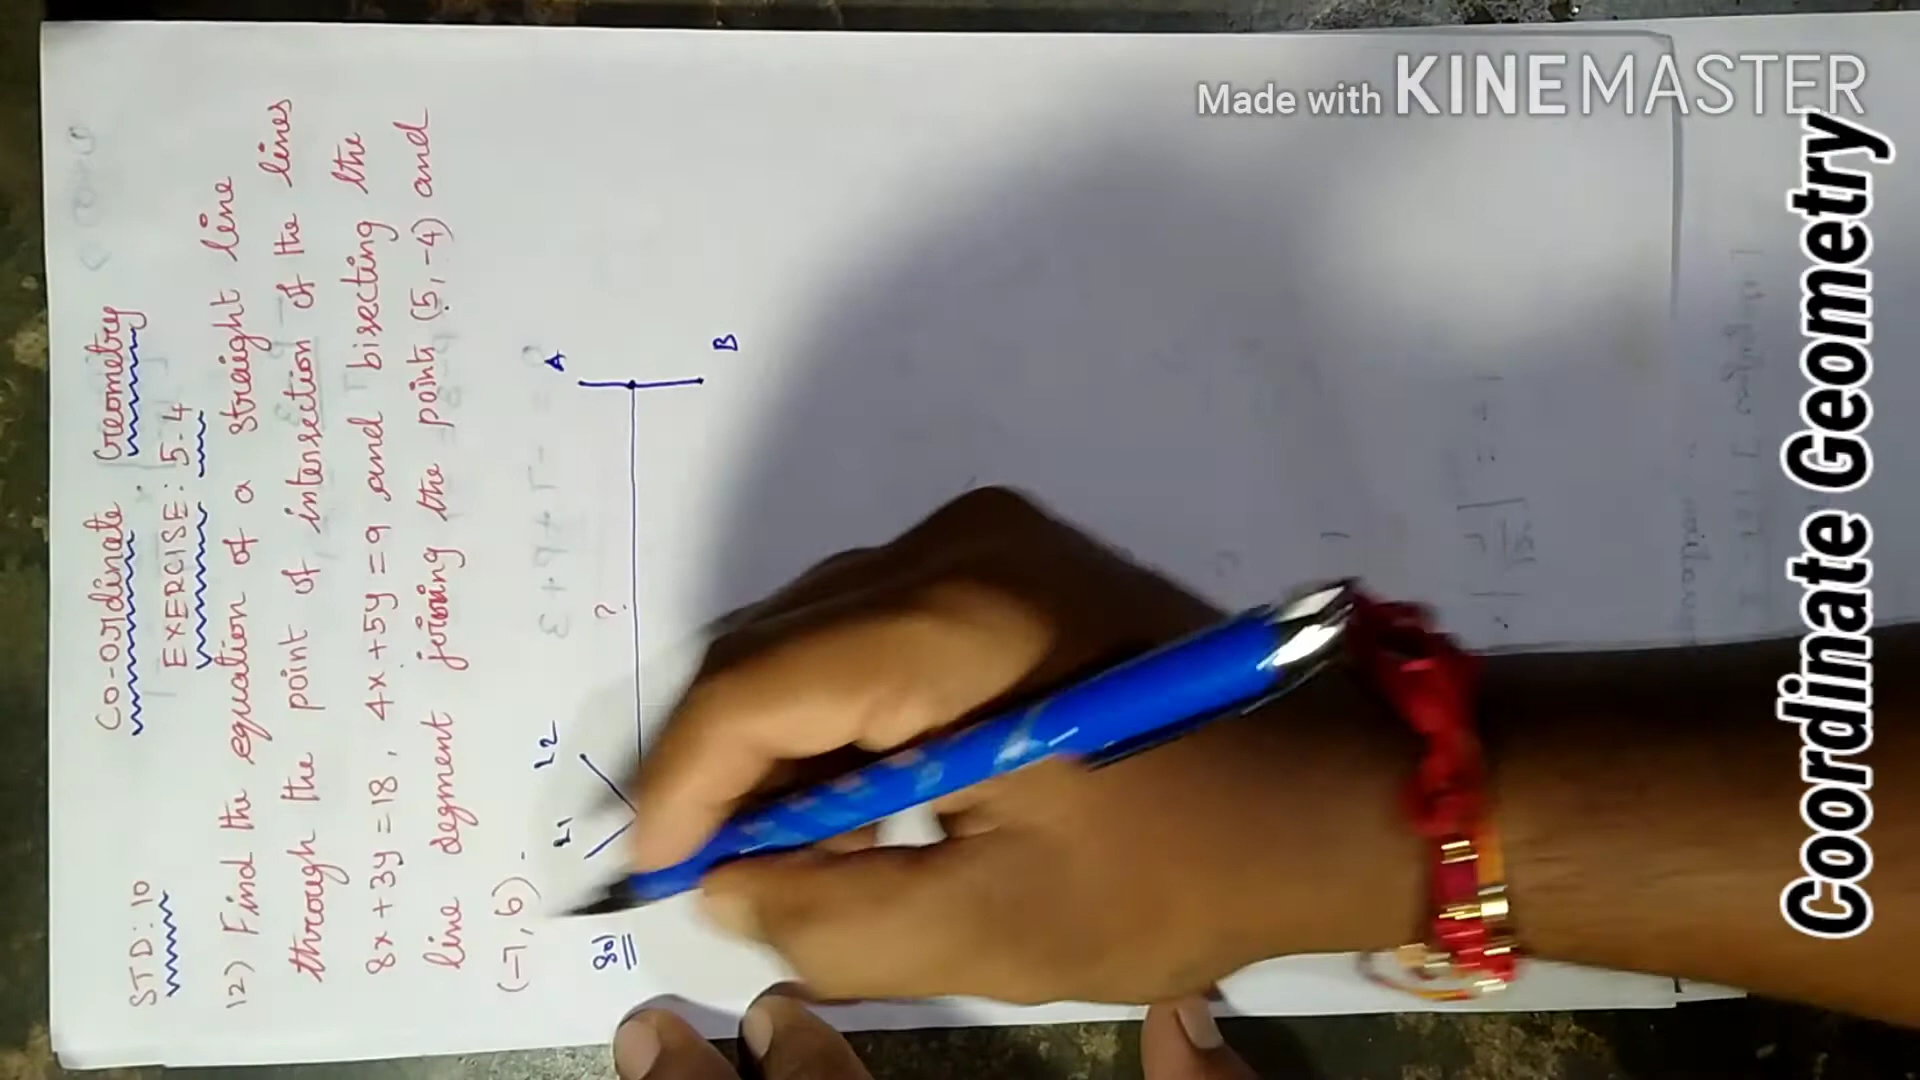 Made with KINEMASTER
Coordinate Geometry
CO-ordinate Geometry
STD: 10
EXERCISE: 5.4
12) Find the equation of a straight line
through the point of intersection of the lines
8x + 3y = 18, 4x + 5y = 9 and bisecting the
line degment joining the points (5, -4) and
(-7, 6).
sol
L1
L2
?
A
B